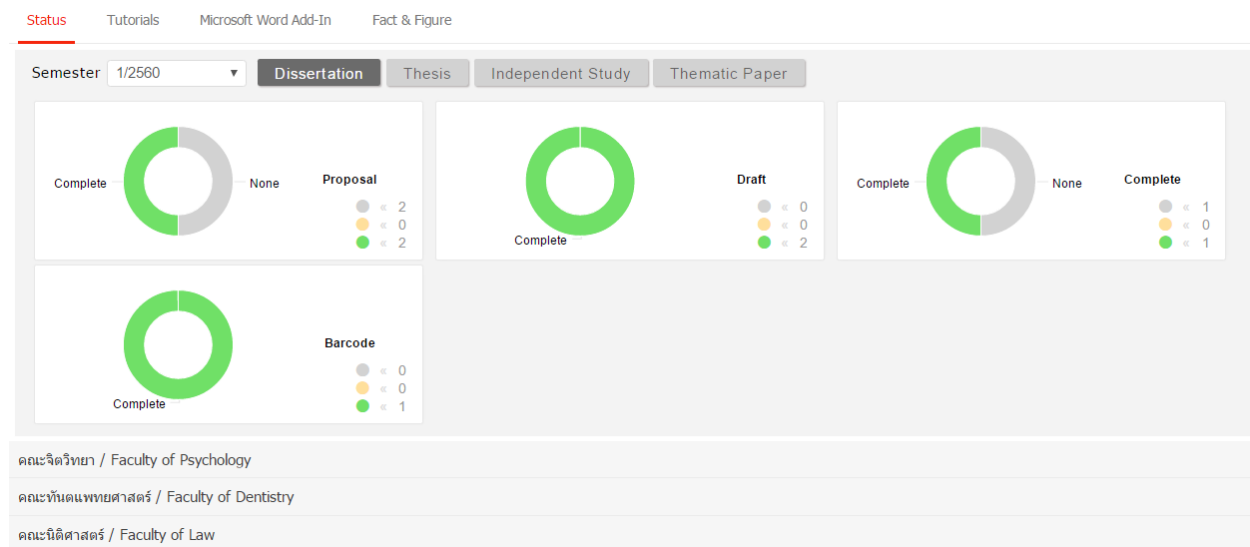 Status Tutorials Microsoft Word Add-In Fact & Figure
Semester 1/2560 ▼ Dissertation Thesis Independent Study Thematic Paper
Complete None Proposal
« 2
« 0
« 2
Complete Draft
« 0
« 0
« 2
Complete None Complete
« 1
« 0
« 1
Complete Barcode
« 0
« 0
« 1
คณะจิตวิทยา / Faculty of Psychology
คณะทันตแพทยศาสตร์ / Faculty of Dentistry
คณะนิติศาสตร์ / Faculty of Law